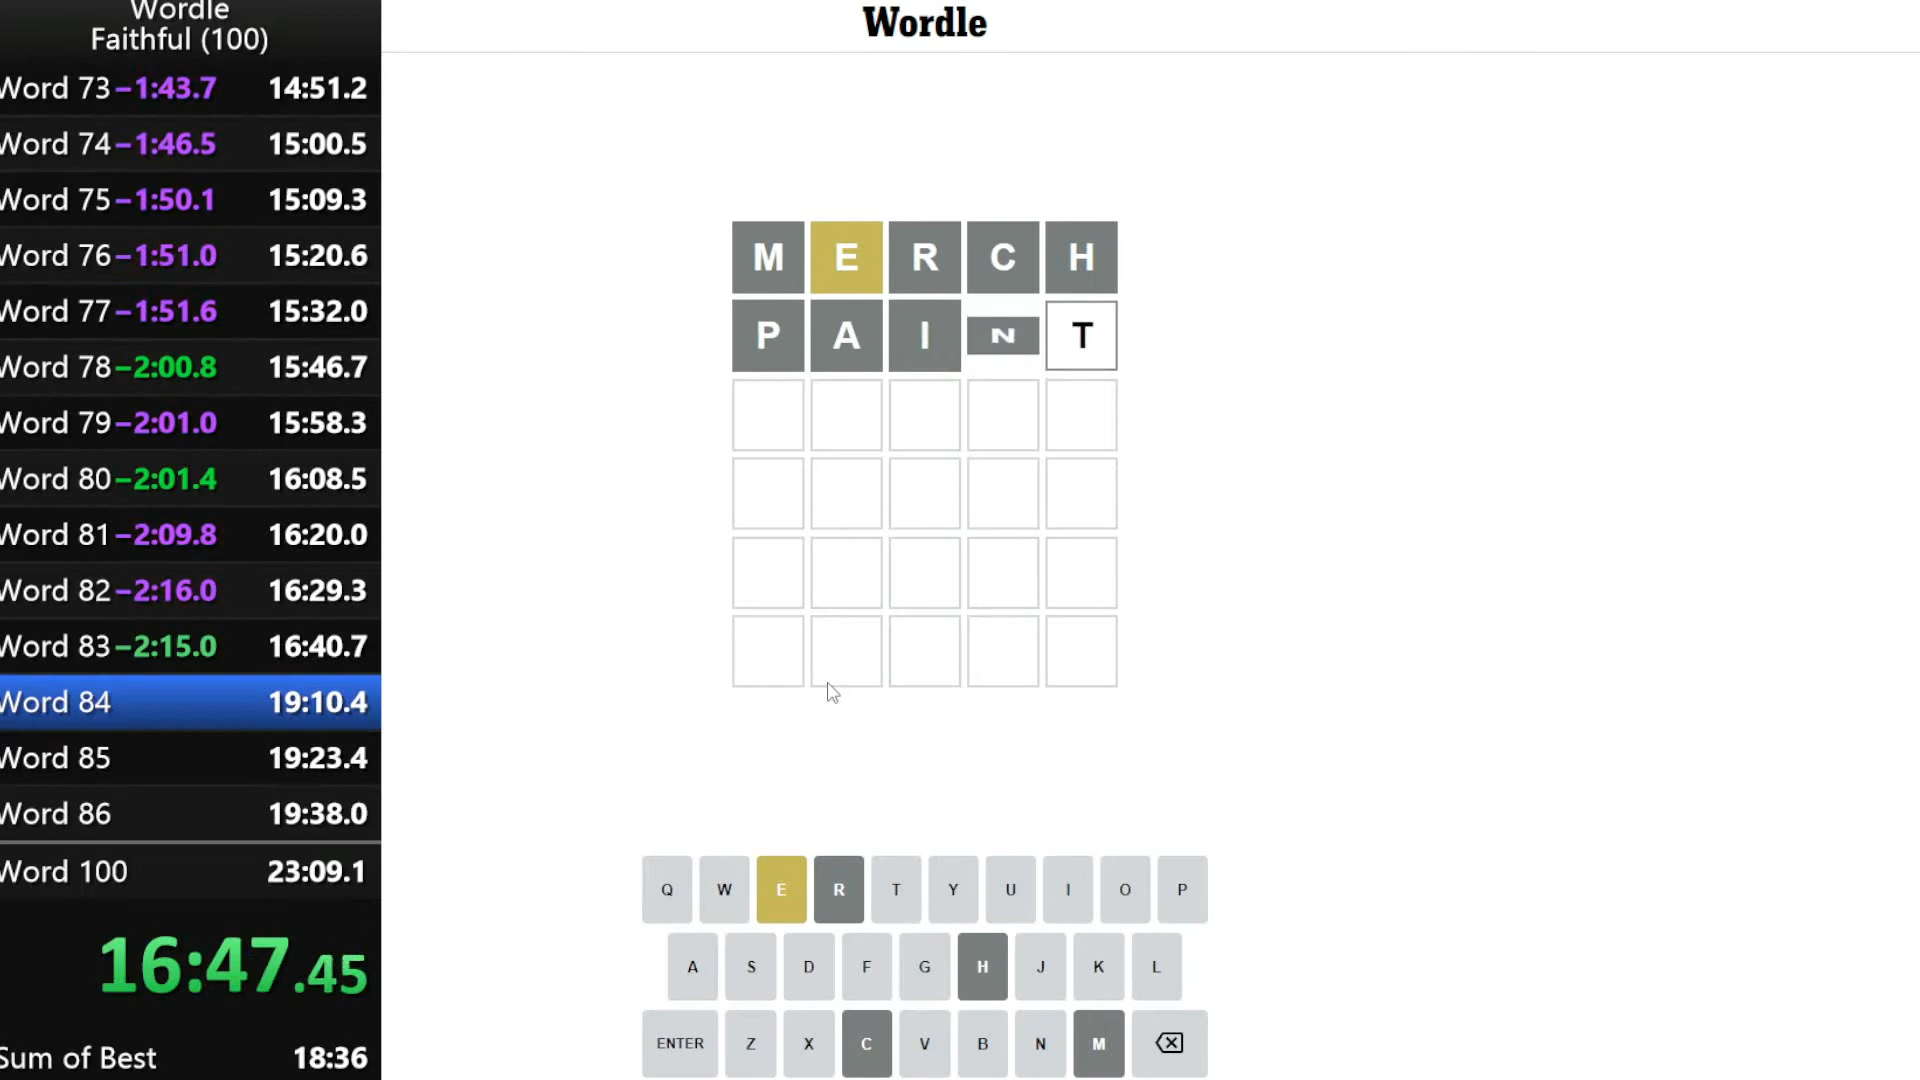 Wordle
Faithful (100)
Word 73 −1:43.7 14:51.2
Word 74 −1:46.5 15:00.5
Word 75 −1:50.1 15:09.3
Word 76 −1:51.0 15:20.6
Word 77 −1:51.6 15:32.0
Word 78 −2:00.8 15:46.7
Word 79 −2:01.0 15:58.3
Word 80 −2:01.4 16:08.5
Word 81 −2:09.8 16:20.0
Word 82 −2:16.0 16:29.3
Word 83 −2:15.0 16:40.7
Word 84 19:10.4
Word 85 19:23.4
Word 86 19:38.0
Word 100 23:09.1
16:47.45
Sum of Best 18:36
Wordle
M E R C H
P A I N T
Q W E R T Y U I O P
A S D F G H J K L
ENTER Z X C V B N M